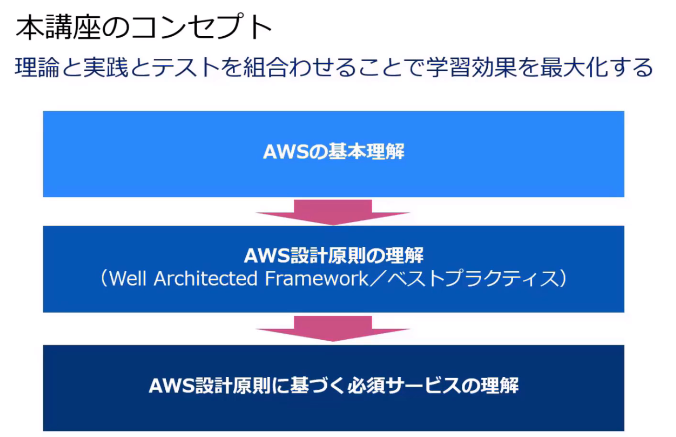 本講座のコンセプト
理論と実践とテストを組合わせることで学習効果を最大化する
AWSの基本理解
AWS設計原則の理解
（Well Architected Framework／ベストプラクティス）
AWS設計原則に基づく必須サービスの理解